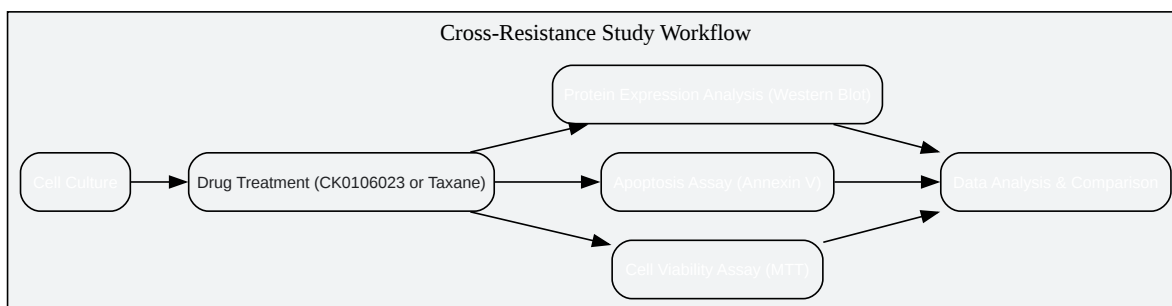 Cross-Resistance Study Workflow
Protein Expression Analysis (Western Blot)
Cell Culture
Drug Treatment (CK0106023 or Taxane)
Apoptosis Assay (Annexin V)
Data Analysis & Comparison
Cell Viability Assay (MTT)